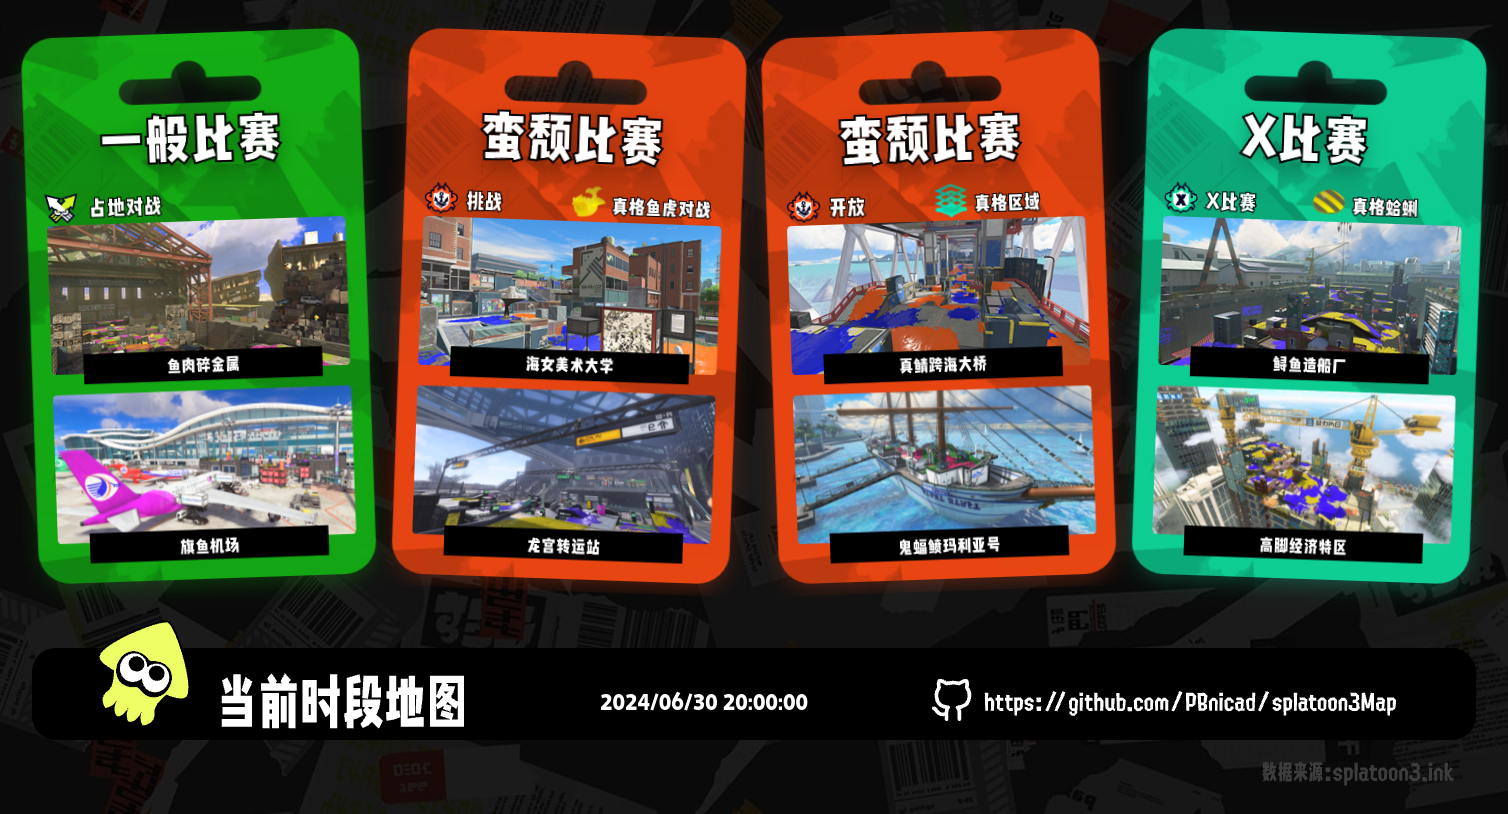 一般比赛
占地对战
鱼肉碎金属
旗鱼机场
蛮颓比赛
挑战
真格鱼虎对战
海女美术大学
龙宫转运站
蛮颓比赛
开放
真格区域
真鲭跨海大桥
鬼蝠鲼玛利亚号
X比赛
X比赛
真格蛤蜊
鲟鱼造船厂
高脚经济特区
当前时段地图
2024/06/30 20:00:00
https://github.com/PBnicad/splatoon3Map
数据来源:splatoon3.ink